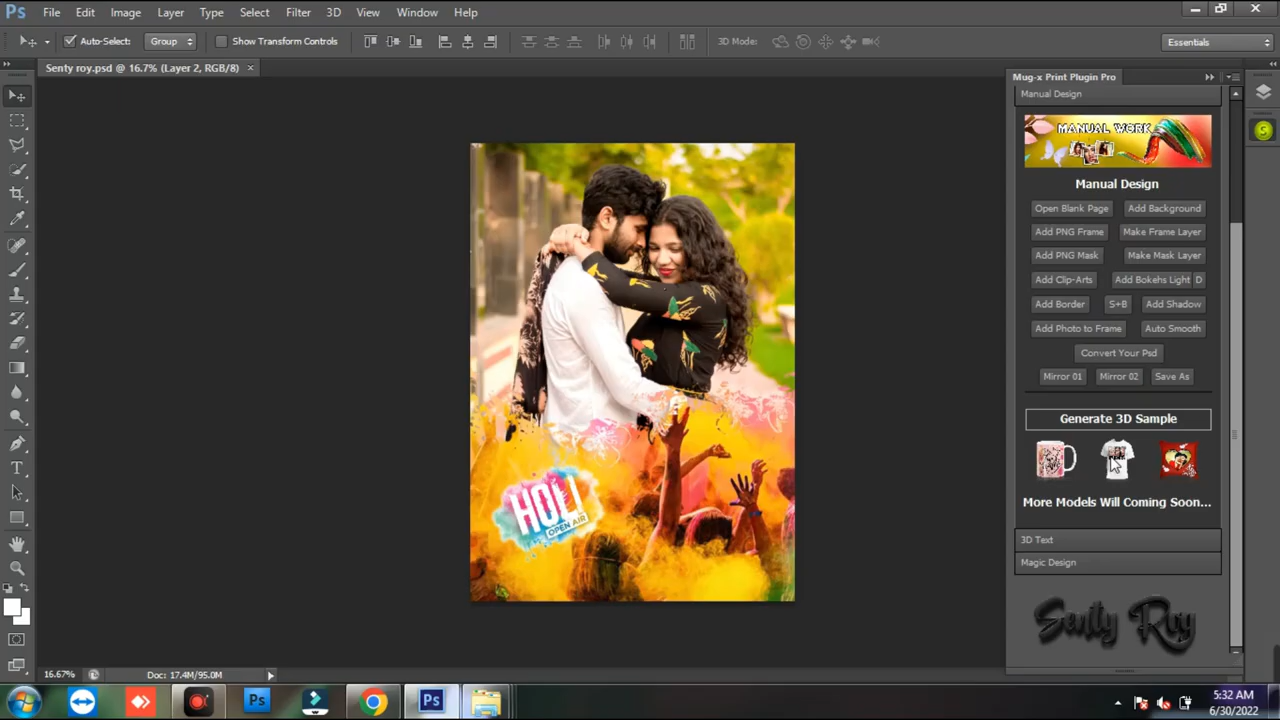 Ps File Edit Image Layer Type Select Filter 3D View Window Help
Auto-Select: Group Show Transform Controls 3D Mode: Essentials
Senty roy.psd @ 16.7% (Layer 2, RGB/8) ×
Mug-x Print Plugin Pro
Manual Design
MANUAL WORK
Manual Design
Open Blank Page Add Background
Add PNG Frame Make Frame Layer
Add PNG Mask Make Mask Layer
Add Clip-Arts Add Bokehs Light D
Add Border S+B Add Shadow
Add Photo to Frame Auto Smooth
Convert Your Psd
Mirror 01 Mirror 02 Save As
Generate 3D Sample
More Models Will Coming Soon...
3D Text
Magic Design
Senty Roy
HOLI
OPEN AIR
16.67% Doc: 17.4M/95.0M
Ps Ps
5:32 AM
6/30/2022